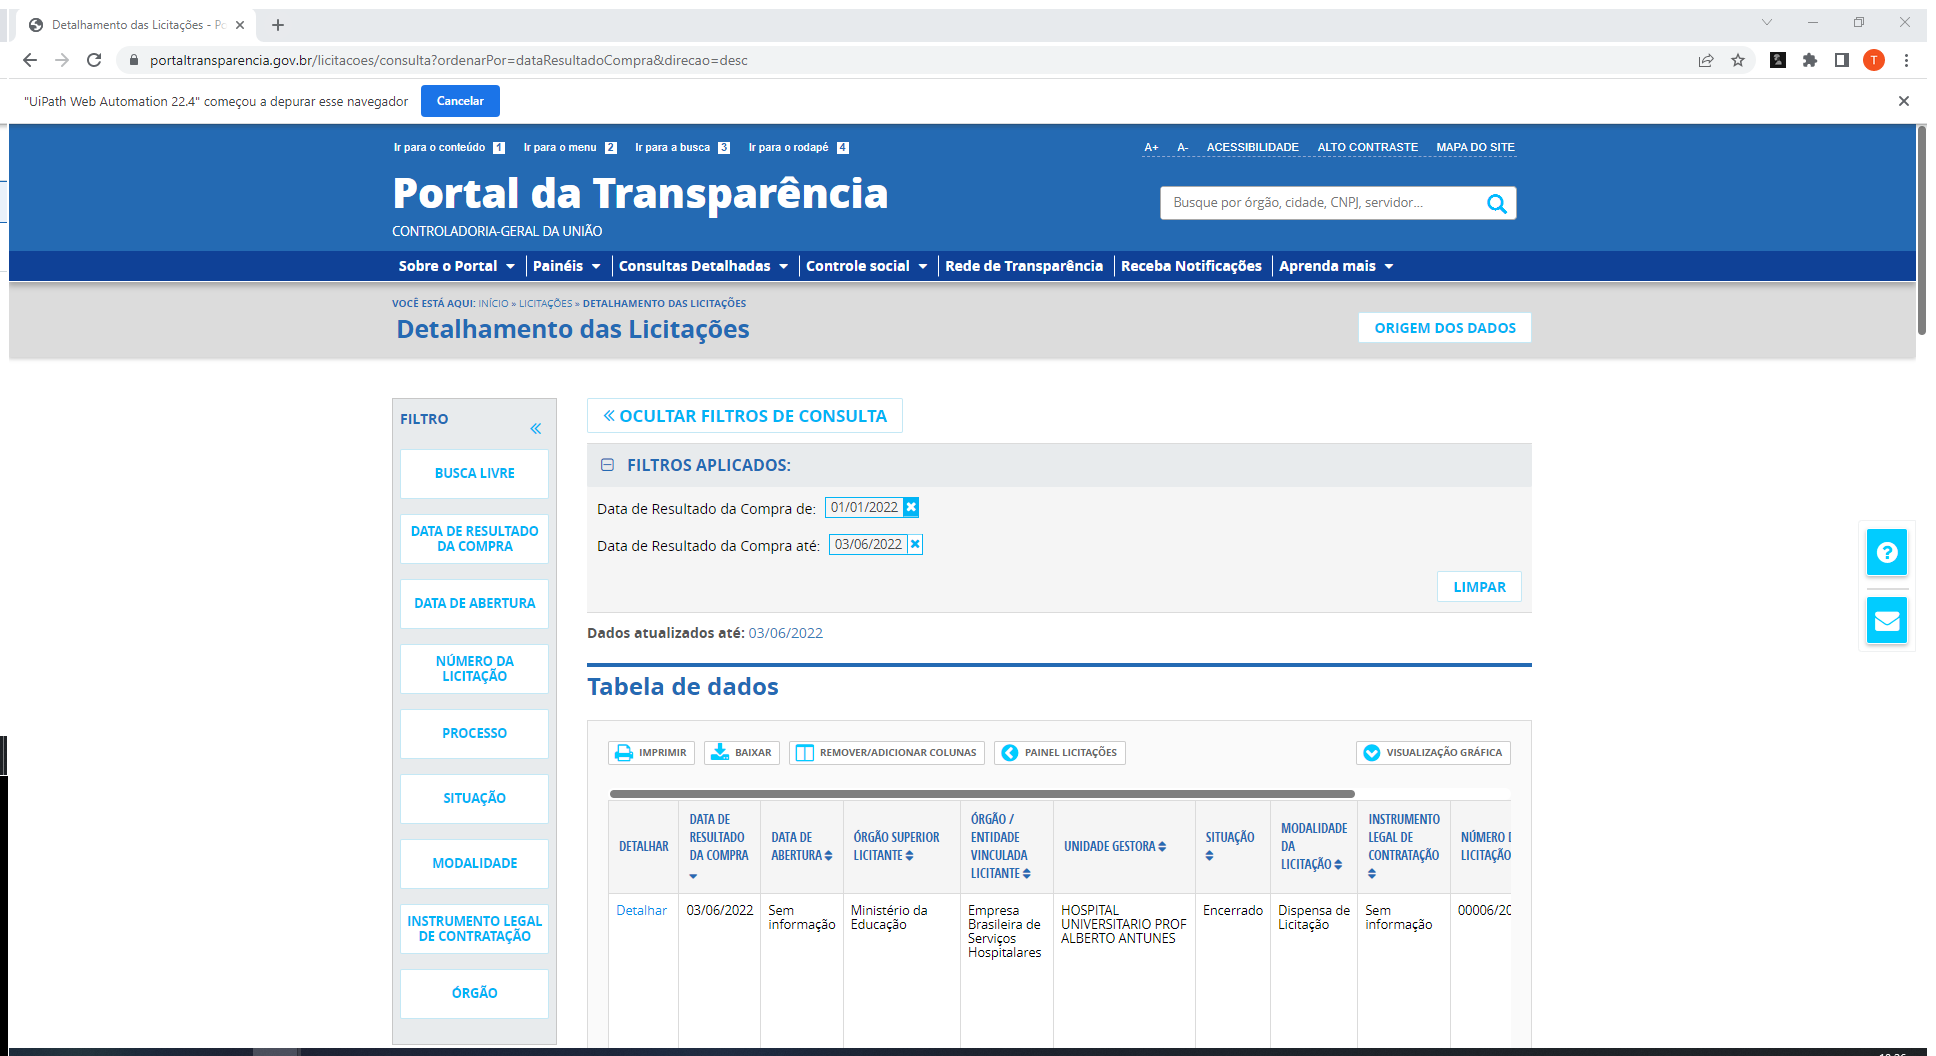 Detalhamento das Licitações - Po
portaltransparencia.gov.br/licitacoes/consulta?ordenarPor=dataResultadoCompra&direcao=desc
T
"UiPath Web Automation 22.4" começou a depurar esse navegador
Cancelar
Ir para o conteúdo 1 Ir para o menu 2 Ir para a busca 3 Ir para o rodapé 4
A+ A- ACESSIBILIDADE ALTO CONTRASTE MAPA DO SITE
Portal da Transparência
Busque por órgão, cidade, CNPJ, servidor...
CONTROLADORIA-GERAL DA UNIÃO
Sobre o Portal Painéis Consultas Detalhadas Controle social Rede de Transparência Receba Notificações Aprenda mais
VOCÊ ESTÁ AQUI: INÍCIO » LICITAÇÕES » DETALHAMENTO DAS LICITAÇÕES
Detalhamento das Licitações
ORIGEM DOS DADOS
FILTRO
BUSCA LIVRE
DATA DE RESULTADO
DA COMPRA
DATA DE ABERTURA
NÚMERO DA
LICITAÇÃO
PROCESSO
SITUAÇÃO
MODALIDADE
INSTRUMENTO LEGAL
DE CONTRATAÇÃO
ÓRGÃO
« OCULTAR FILTROS DE CONSULTA
FILTROS APLICADOS:
Data de Resultado da Compra de: 01/01/2022
Data de Resultado da Compra até: 03/06/2022
LIMPAR
Dados atualizados até: 03/06/2022
Tabela de dados
IMPRIMIR BAIXAR REMOVER/ADICIONAR COLUNAS PAINEL LICITAÇÕES VISUALIZAÇÃO GRÁFICA
DETALHAR
DATA DE
RESULTADO
DA COMPRA
DATA DE
ABERTURA
ÓRGÃO SUPERIOR
LICITANTE
ÓRGÃO /
ENTIDADE
VINCULADA
LICITANTE
UNIDADE GESTORA
SITUAÇÃO
MODALIDADE
DA
LICITAÇÃO
INSTRUMENTO
LEGAL DE
CONTRATAÇÃO
NÚMERO
LICITAÇÃO
Detalhar
03/06/2022
Sem
informação
Ministério da
Educação
Empresa
Brasileira de
Serviços
Hospitalares
HOSPITAL
UNIVERSITARIO PROF
ALBERTO ANTUNES
Encerrado
Dispensa de
Licitação
Sem
informação
00006/20